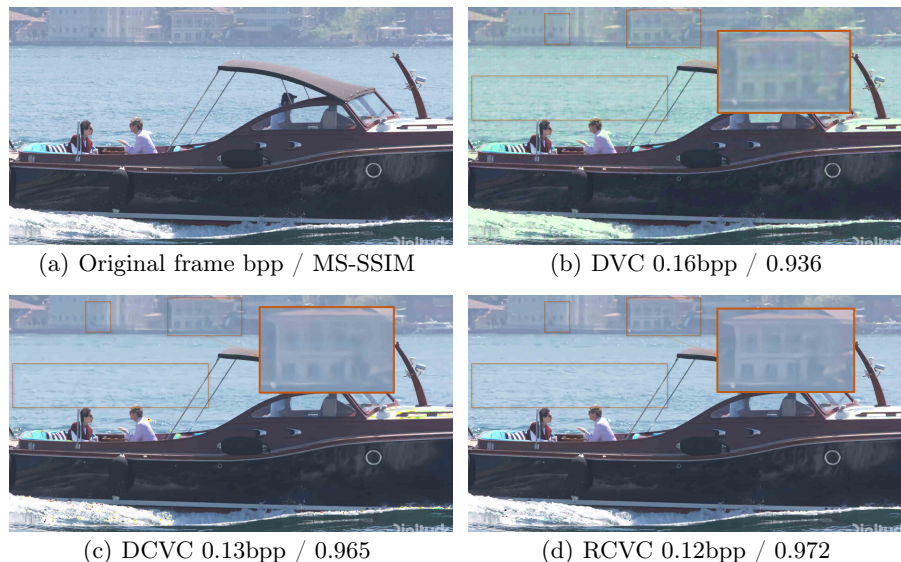 (a) Original frame bpp / MS-SSIM
(b) DVC 0.16bpp / 0.936
(c) DCVC 0.13bpp / 0.965
(d) RCVC 0.12bpp / 0.972